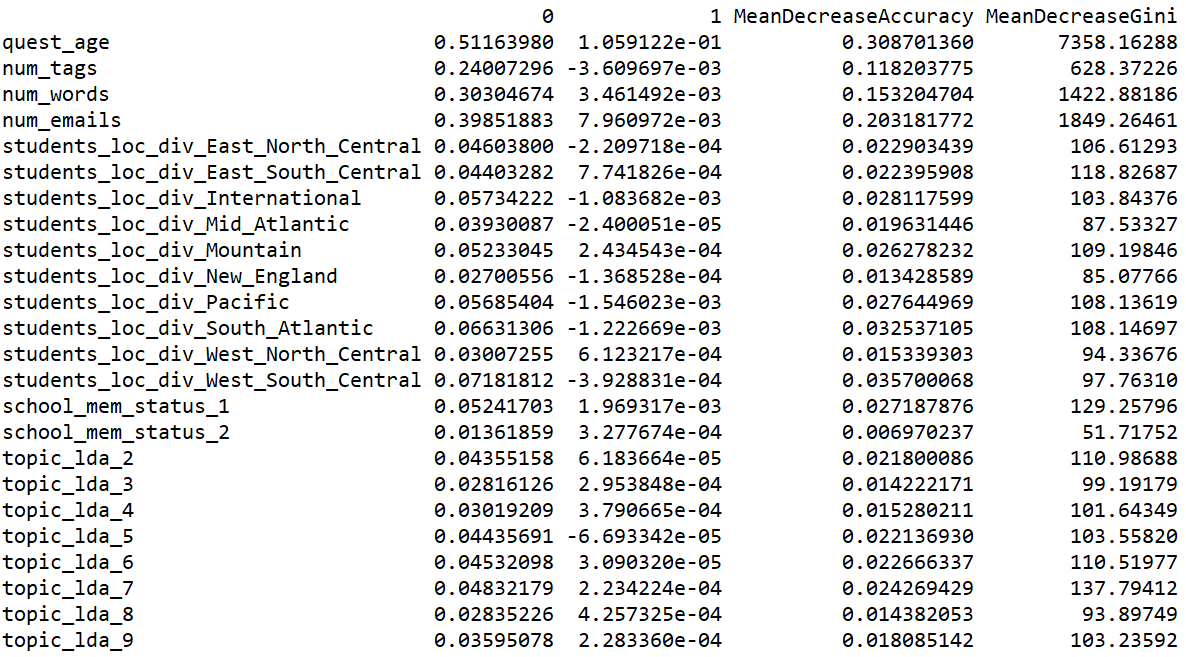 0 1 MeanDecreaseAccuracy MeanDecreaseGini
quest_age 0.51163980 1.059122e-01 0.308701360 7358.16288
num_tags 0.24007296 -3.609697e-03 0.118203775 628.37226
num_words 0.30304674 3.461492e-03 0.153204704 1422.88186
num_emails 0.39851883 7.960972e-03 0.203181772 1849.26461
students_loc_div_East_North_Central 0.04603800 -2.209718e-04 0.022903439 106.61293
students_loc_div_East_South_Central 0.04403282 7.741826e-04 0.022395908 118.82687
students_loc_div_International 0.05734222 -1.083682e-03 0.028117599 103.84376
students_loc_div_Mid_Atlantic 0.03930087 -2.400051e-05 0.019631446 87.53327
students_loc_div_Mountain 0.05233045 2.434543e-04 0.026278232 109.19846
students_loc_div_New_England 0.02700556 -1.368528e-04 0.013428589 85.07766
students_loc_div_Pacific 0.05685404 -1.546023e-03 0.027644969 108.13619
students_loc_div_South_Atlantic 0.06631306 -1.222669e-03 0.032537105 108.14697
students_loc_div_West_North_Central 0.03007255 6.123217e-04 0.015339303 94.33676
students_loc_div_West_South_Central 0.07181812 -3.928831e-04 0.035700068 97.76310
school_mem_status_1 0.05241703 1.969317e-03 0.027187876 129.25796
school_mem_status_2 0.01361859 3.277674e-04 0.006970237 51.71752
topic_lda_2 0.04355158 6.183664e-05 0.021800086 110.98688
topic_lda_3 0.02816126 2.953848e-04 0.014222171 99.19179
topic_lda_4 0.03019209 3.790665e-04 0.015280211 101.64349
topic_lda_5 0.04435691 -6.693342e-05 0.022136930 103.55820
topic_lda_6 0.04532098 3.090320e-05 0.022666337 110.51977
topic_lda_7 0.04832179 2.234224e-04 0.024269429 137.79412
topic_lda_8 0.02835226 4.257325e-04 0.014382053 93.89749
topic_lda_9 0.03595078 2.283360e-04 0.018085142 103.23592